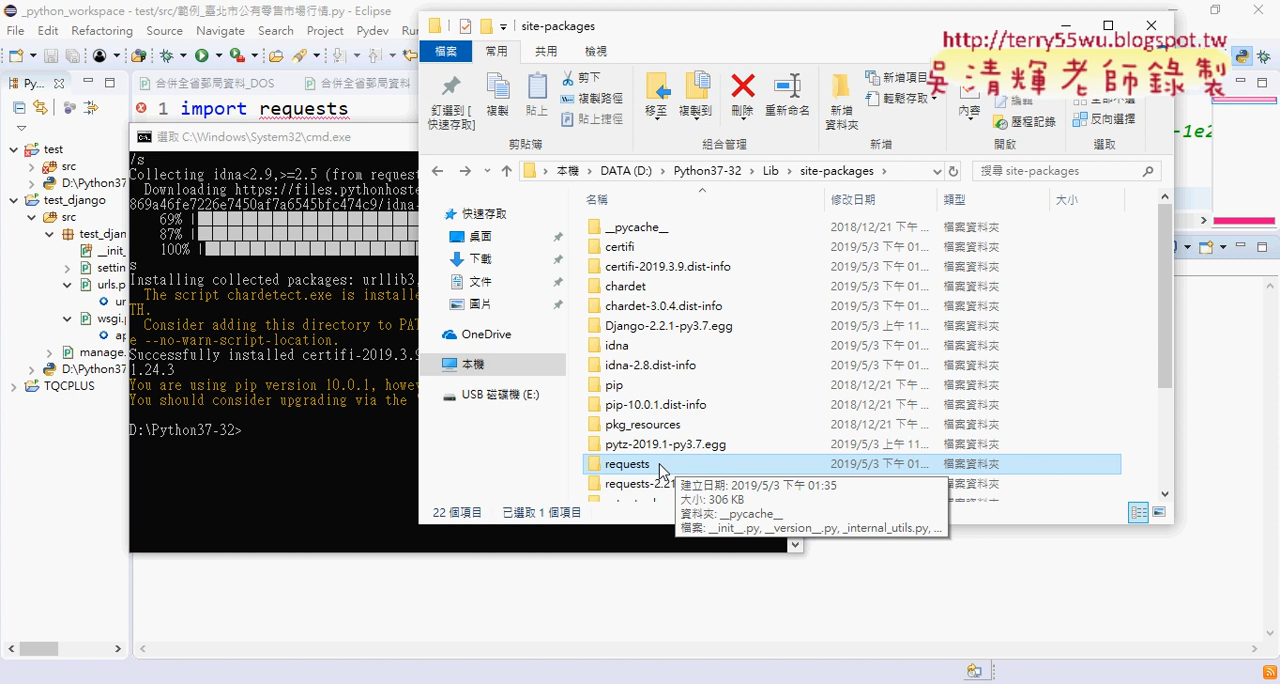 _python_workspace - test/src/範例_臺北市公有零售市場行情.py - Eclipse
File Edit Refactoring Source Navigate Search Project Pydev Ru
Py...
合併全省郵局資料_DOS
合併全省郵局資料
1 import requests
test
src
D:\Python37
test_django
src
test_djan
__init_
settin
urls.p
ur
wsgi.p
ap
manage.
D:\Python37
TQCPLUS
選取 C:\Windows\System32\cmd.exe
/s
Collecting idna<2.9,>=2.5 (from request
Downloading https://files.pythonhoste
869a46fe7226e7450af7a6545bfc474c9/idna-
69% |
87% |
100% |
s
Installing collected packages: urllib3,
The script chardetect.exe is installe
TH.
Consider adding this directory to PAT
e --no-warn-script-location.
Successfully installed certifi-2019.3.9
1.24.3
You are using pip version 10.0.1, howev
You should consider upgrading via the '
D:\Python37-32>
site-packages
檔案 常用 共用 檢視
釘選到 [
快速存取]
複製
貼上
剪下
複製路徑
貼上捷徑
剪貼簿
移至
複製到
刪除
重新命名
組合管理
新增
資料夾
新增項目
輕鬆存取
新增
內容
編輯
歷程記錄
開啟
全部不選
反向選擇
選取
http://terry55wu.blogspot.tw
吳清輝老師錄製
-1e2
本機 DATA (D:) Python37-32 Lib site-packages
搜尋 site-packages
快速存取
桌面
下載
文件
圖片
OneDrive
本機
USB 磁碟機 (E:)
名稱 修改日期 類型 大小
__pycache__ 2018/12/21 下午 ... 檔案資料夾
certifi 2019/5/3 下午 01... 檔案資料夾
certifi-2019.3.9.dist-info 2019/5/3 下午 01... 檔案資料夾
chardet 2019/5/3 下午 01... 檔案資料夾
chardet-3.0.4.dist-info 2019/5/3 下午 01... 檔案資料夾
Django-2.2.1-py3.7.egg 2019/5/3 上午 11... 檔案資料夾
idna 2019/5/3 下午 01... 檔案資料夾
idna-2.8.dist-info 2019/5/3 下午 01... 檔案資料夾
pip 2018/12/21 下午 ... 檔案資料夾
pip-10.0.1.dist-info 2018/12/21 下午 ... 檔案資料夾
pkg_resources 2018/12/21 下午 ... 檔案資料夾
pytz-2019.1-py3.7.egg 2019/5/3 上午 11... 檔案資料夾
requests 2019/5/3 下午 01... 檔案資料夾
requests-2.21
建立日期: 2019/5/3 下午 01:35
大小: 306 KB
資料夾: __pycache__
檔案: __init__.py, __version__.py, _internal_utils.py, ...
22 個項目 已選取 1 個項目